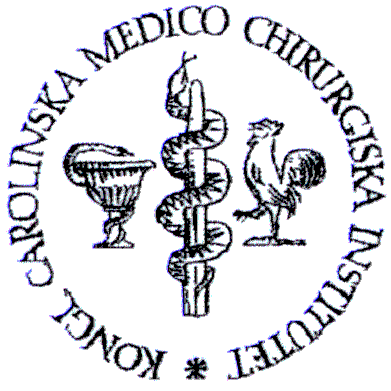 KONGL. CAROLINSKA MEDICO CHIRURGISKA INSTITUTET *